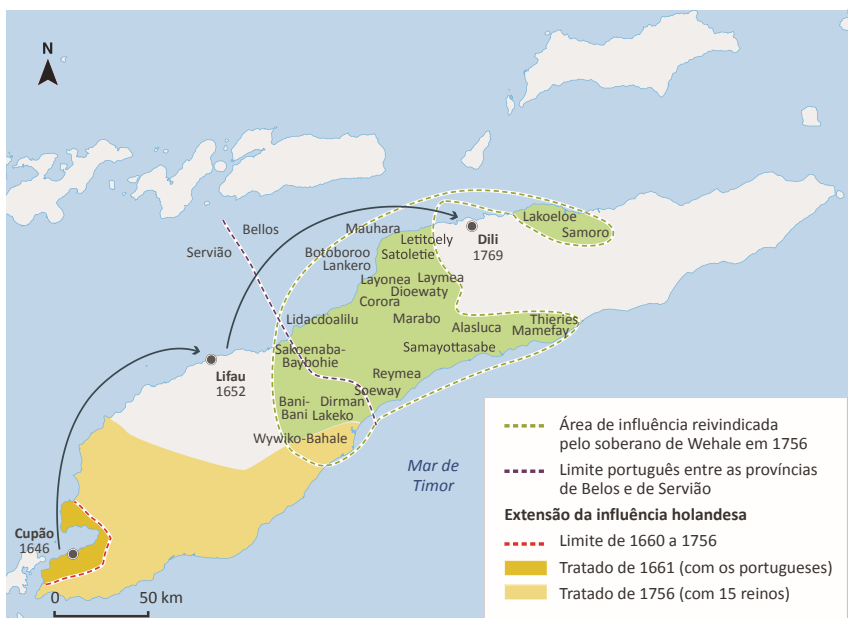 N
Bellos
Servião
Mauhara
Botoboroo
Lankero
Letitoely
Satoletie
Dili
1769
Lakoeloe
Samoro
Layonea
Laymea
Dioewaty
Corora
Lidacdoalilu
Marabo
Alasluca
Thieries
Mamefay
Samayottasabe
Sakoenaba-
Baybohie
Lifau
1652
Reymea
Soeway
Bani-
Bani
Dirman
Lakeko
Wywiko-Bahale
Mar de
Timor
Cupão
1646
0 50 km
Área de influência reivindicada
pelo soberano de Wehale em 1756
Limite português entre as províncias
de Belos e de Servião
Extensão da influência holandesa
Limite de 1660 a 1756
Tratado de 1661 (com os portugueses)
Tratado de 1756 (com 15 reinos)